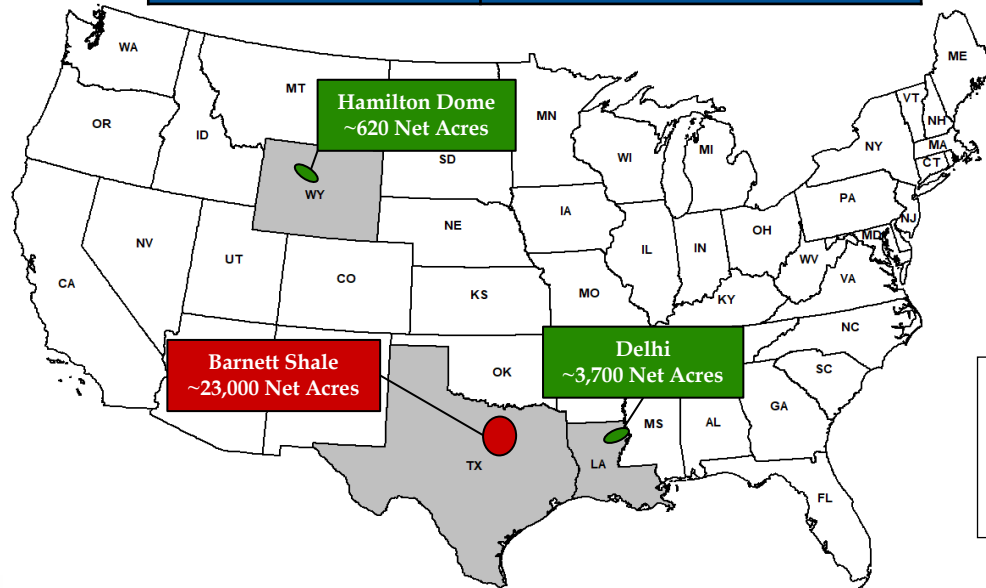 WA
ME
MT
VT
MN
Hamilton Dome
~620 Net Acres
OR
NH
ID
MA
WI
MI
NY
SD
CT
WY
PA
IA
NJ
NE
OH
MD
NV
IL
IN
UT
WV
CA
CO
VA
KS
MO
KY
NC
Barnett Shale
~23,000 Net Acres
Delhi
~3,700 Net Acres
OK
SC
MS
AL
GA
TX
LA
FL